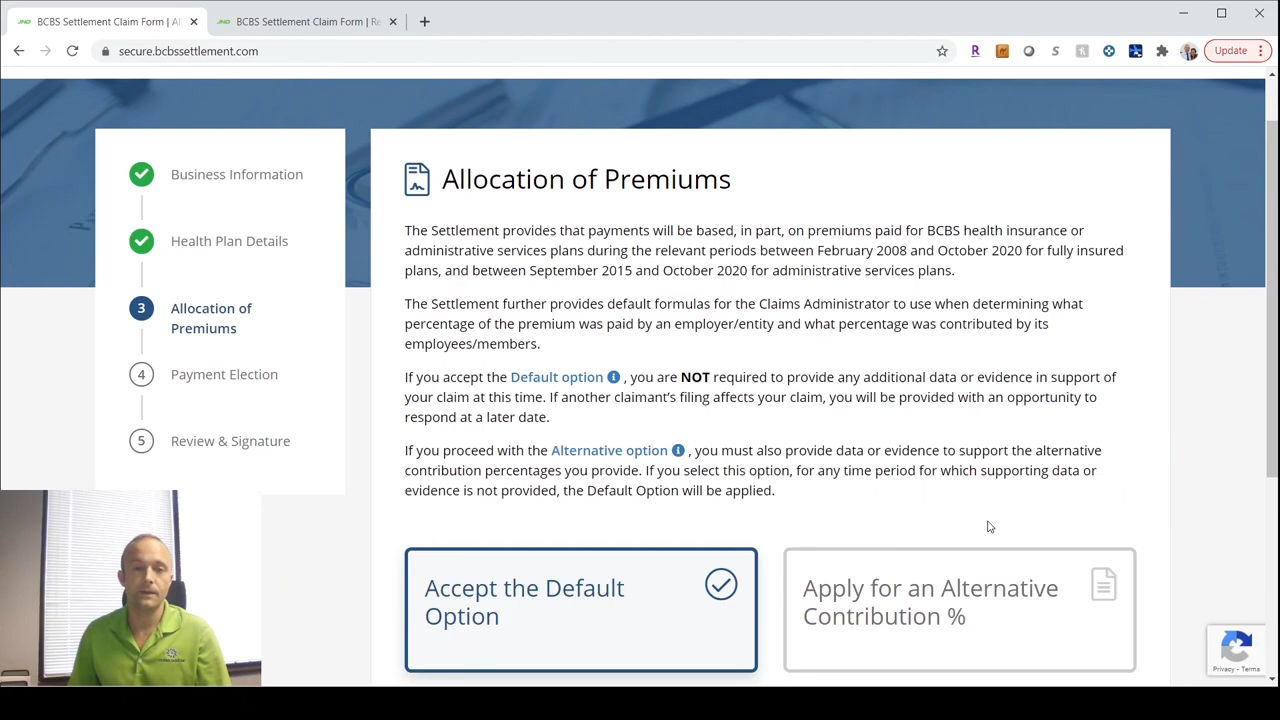 BCBS Settlement Claim Form | Al
BCBS Settlement Claim Form | Re
secure.bcbssettlement.com
Update
Business Information
Health Plan Details
3 Allocation of
Premiums
4 Payment Election
5 Review & Signature
Allocation of Premiums
The Settlement provides that payments will be based, in part, on premiums paid for BCBS health insurance or
administrative services plans during the relevant periods between February 2008 and October 2020 for fully insured
plans, and between September 2015 and October 2020 for administrative services plans.
The Settlement further provides default formulas for the Claims Administrator to use when determining what
percentage of the premium was paid by an employer/entity and what percentage was contributed by its
employees/members.
If you accept the Default option , you are NOT required to provide any additional data or evidence in support of
your claim at this time. If another claimant's filing affects your claim, you will be provided with an opportunity to
respond at a later date.
If you proceed with the Alternative option , you must also provide data or evidence to support the alternative
contribution percentages you provide. If you select this option, for any time period for which supporting data or
evidence is not provided, the Default Option will be applied.
Accept the Default
Option
Apply for an Alternative
Contribution %
Privacy - Terms